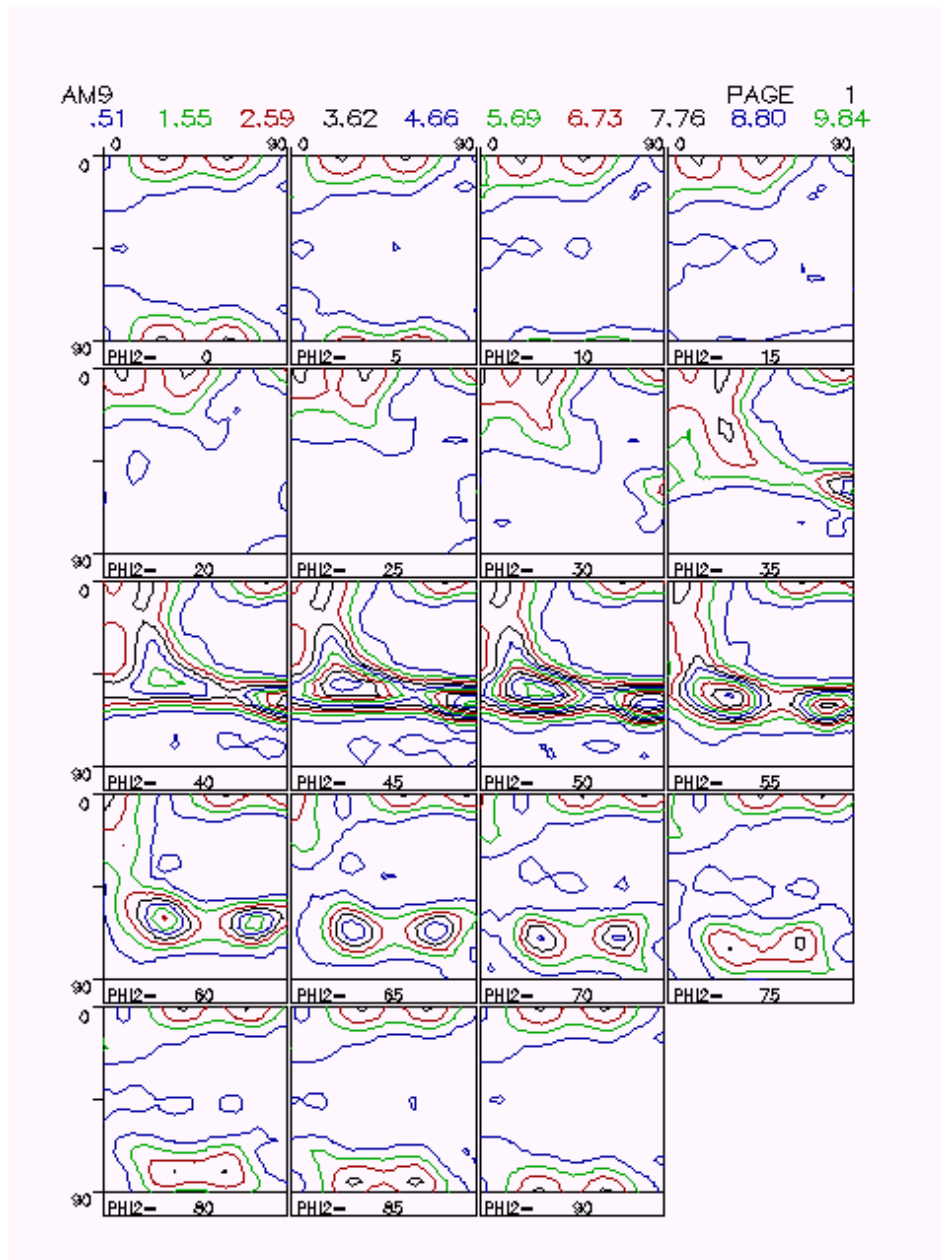 AM9 PAGE 1
.51 1.55 2.59 3.62 4.66 5.69 6.73 7.76 8.80 9.84
0 90 0 90 0 90 0 90
0
90 PHI2= 0 PHI2= 5 PHI2= 10 PHI2= 15
0
90 PHI2= 20 PHI2= 25 PHI2= 30 PHI2= 35
0
90 PHI2= 40 PHI2= 45 PHI2= 50 PHI2= 55
0
90 PHI2= 60 PHI2= 65 PHI2= 70 PHI2= 75
0
90 PHI2= 80 PHI2= 85 PHI2= 90